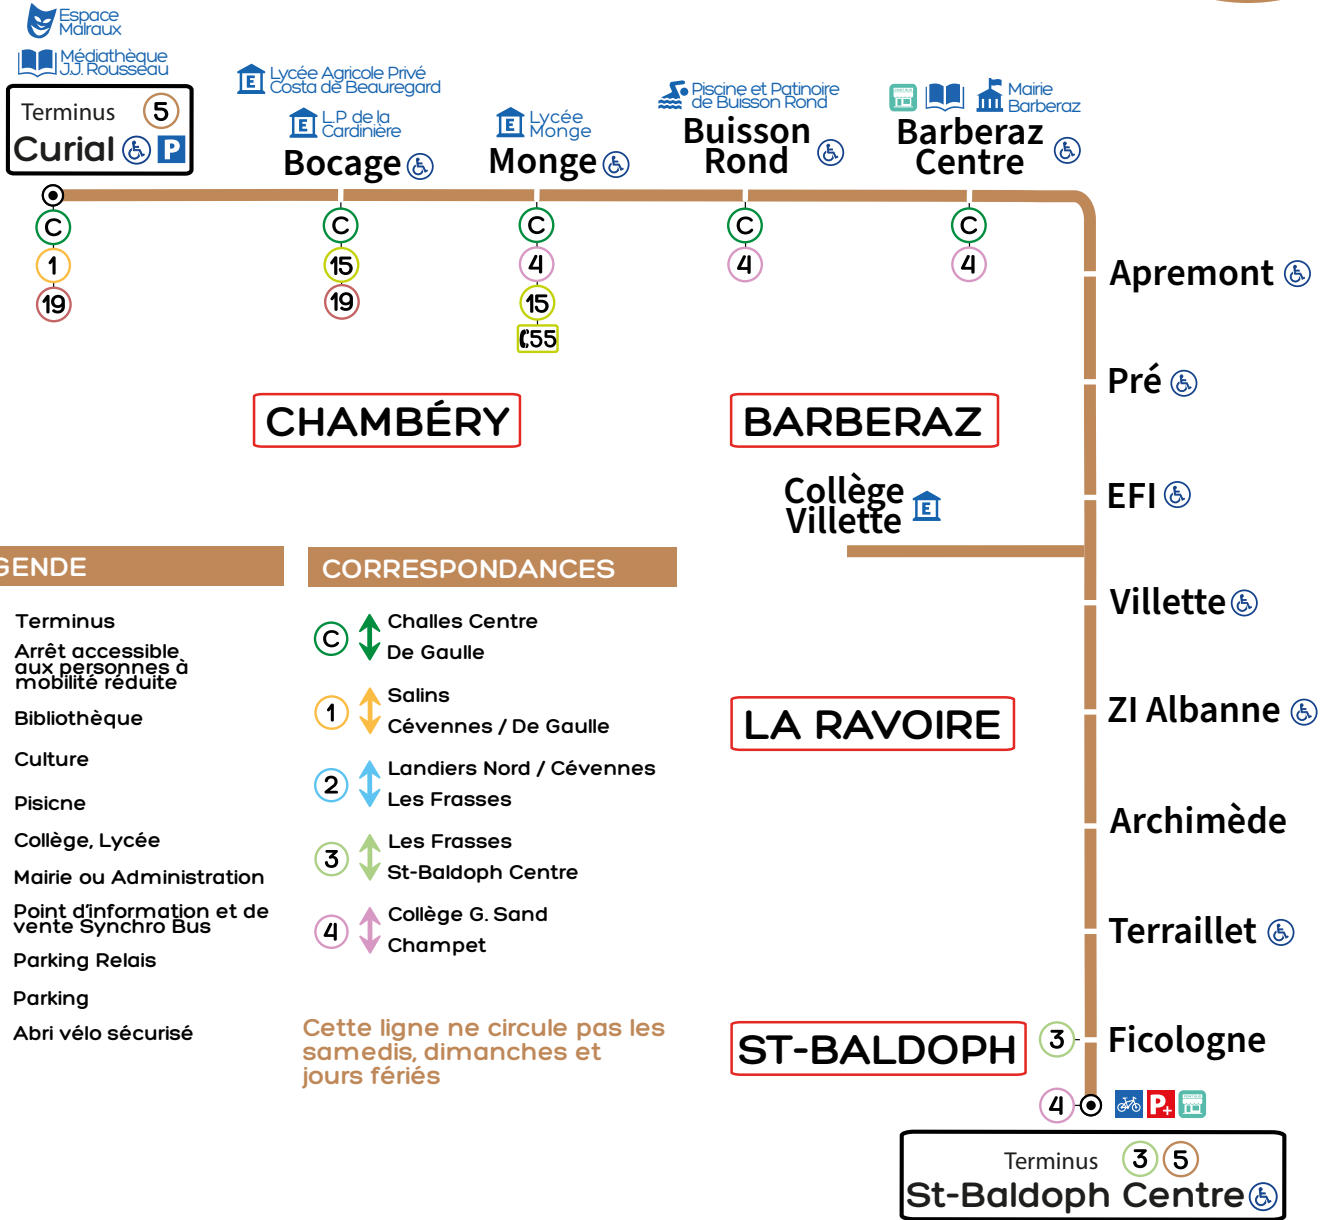 Espace
Malraux
Médiathèque
J.J. Rousseau
Terminus 5
Curial P
Lycée Agricole Privé
Costa de Beauregard
E
L.P de la
Cardinière
E
Bocage
Lycée
Monge
E
Monge
Piscine et Patinoire
de Buisson Rond
Buisson
Rond
Mairie
Barberaz
Barberaz
Centre
C
1
19
C
15
19
C
4
15
55
C
4
C
4
Apremont
Pré
EFI
Villette
ZI Albanne
Archimède
Terraillet
3 Ficologne
4 P+
Terminus 3 5
St-Baldoph Centre
CHAMBÉRY
BARBERAZ
Collège
Villette
E
LA RAVOIRE
ST-BALDOPH
GENDE
Terminus
Arrêt accessible
aux personnes à
mobilité réduite
Bibliothèque
Culture
Pisicne
Collège, Lycée
Mairie ou Administration
Point d'information et de
vente Synchro Bus
Parking Relais
Parking
Abri vélo sécurisé
CORRESPONDANCES
C
Challes Centre
De Gaulle
1
Salins
Cévennes / De Gaulle
2
Landiers Nord / Cévennes
Les Frasses
3
Les Frasses
St-Baldoph Centre
4
Collège G. Sand
Champet
Cette ligne ne circule pas les
samedis, dimanches et
jours fériés